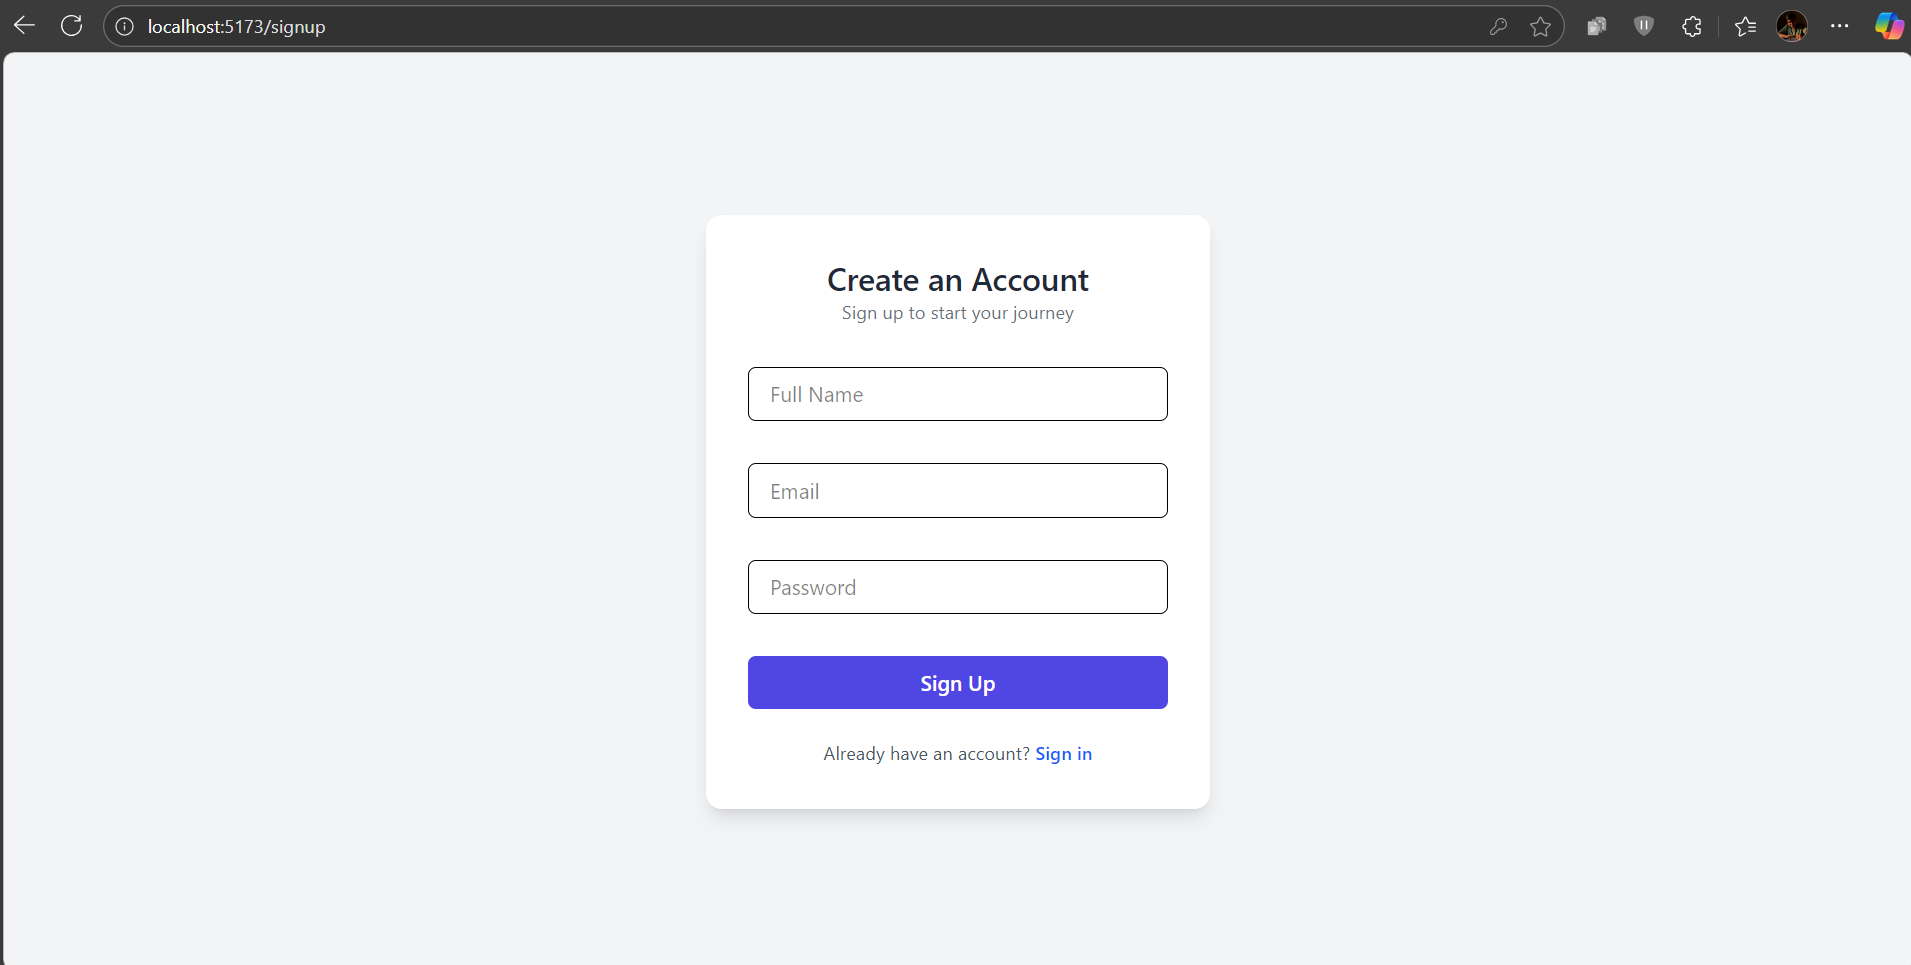 localhost:5173/signup
Create an Account
Sign up to start your journey
Full Name
Email
Password
Sign Up
Already have an account? Sign in